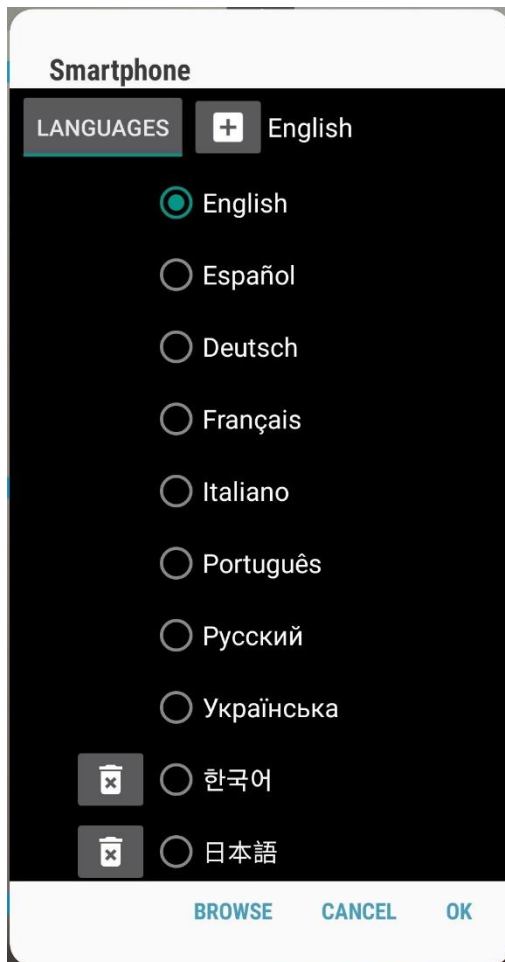 Smartphone
LANGUAGES English
English
Español
Deutsch
Français
Italiano
Português
Русский
Українська
한국어
日本語
BROWSE CANCEL OK